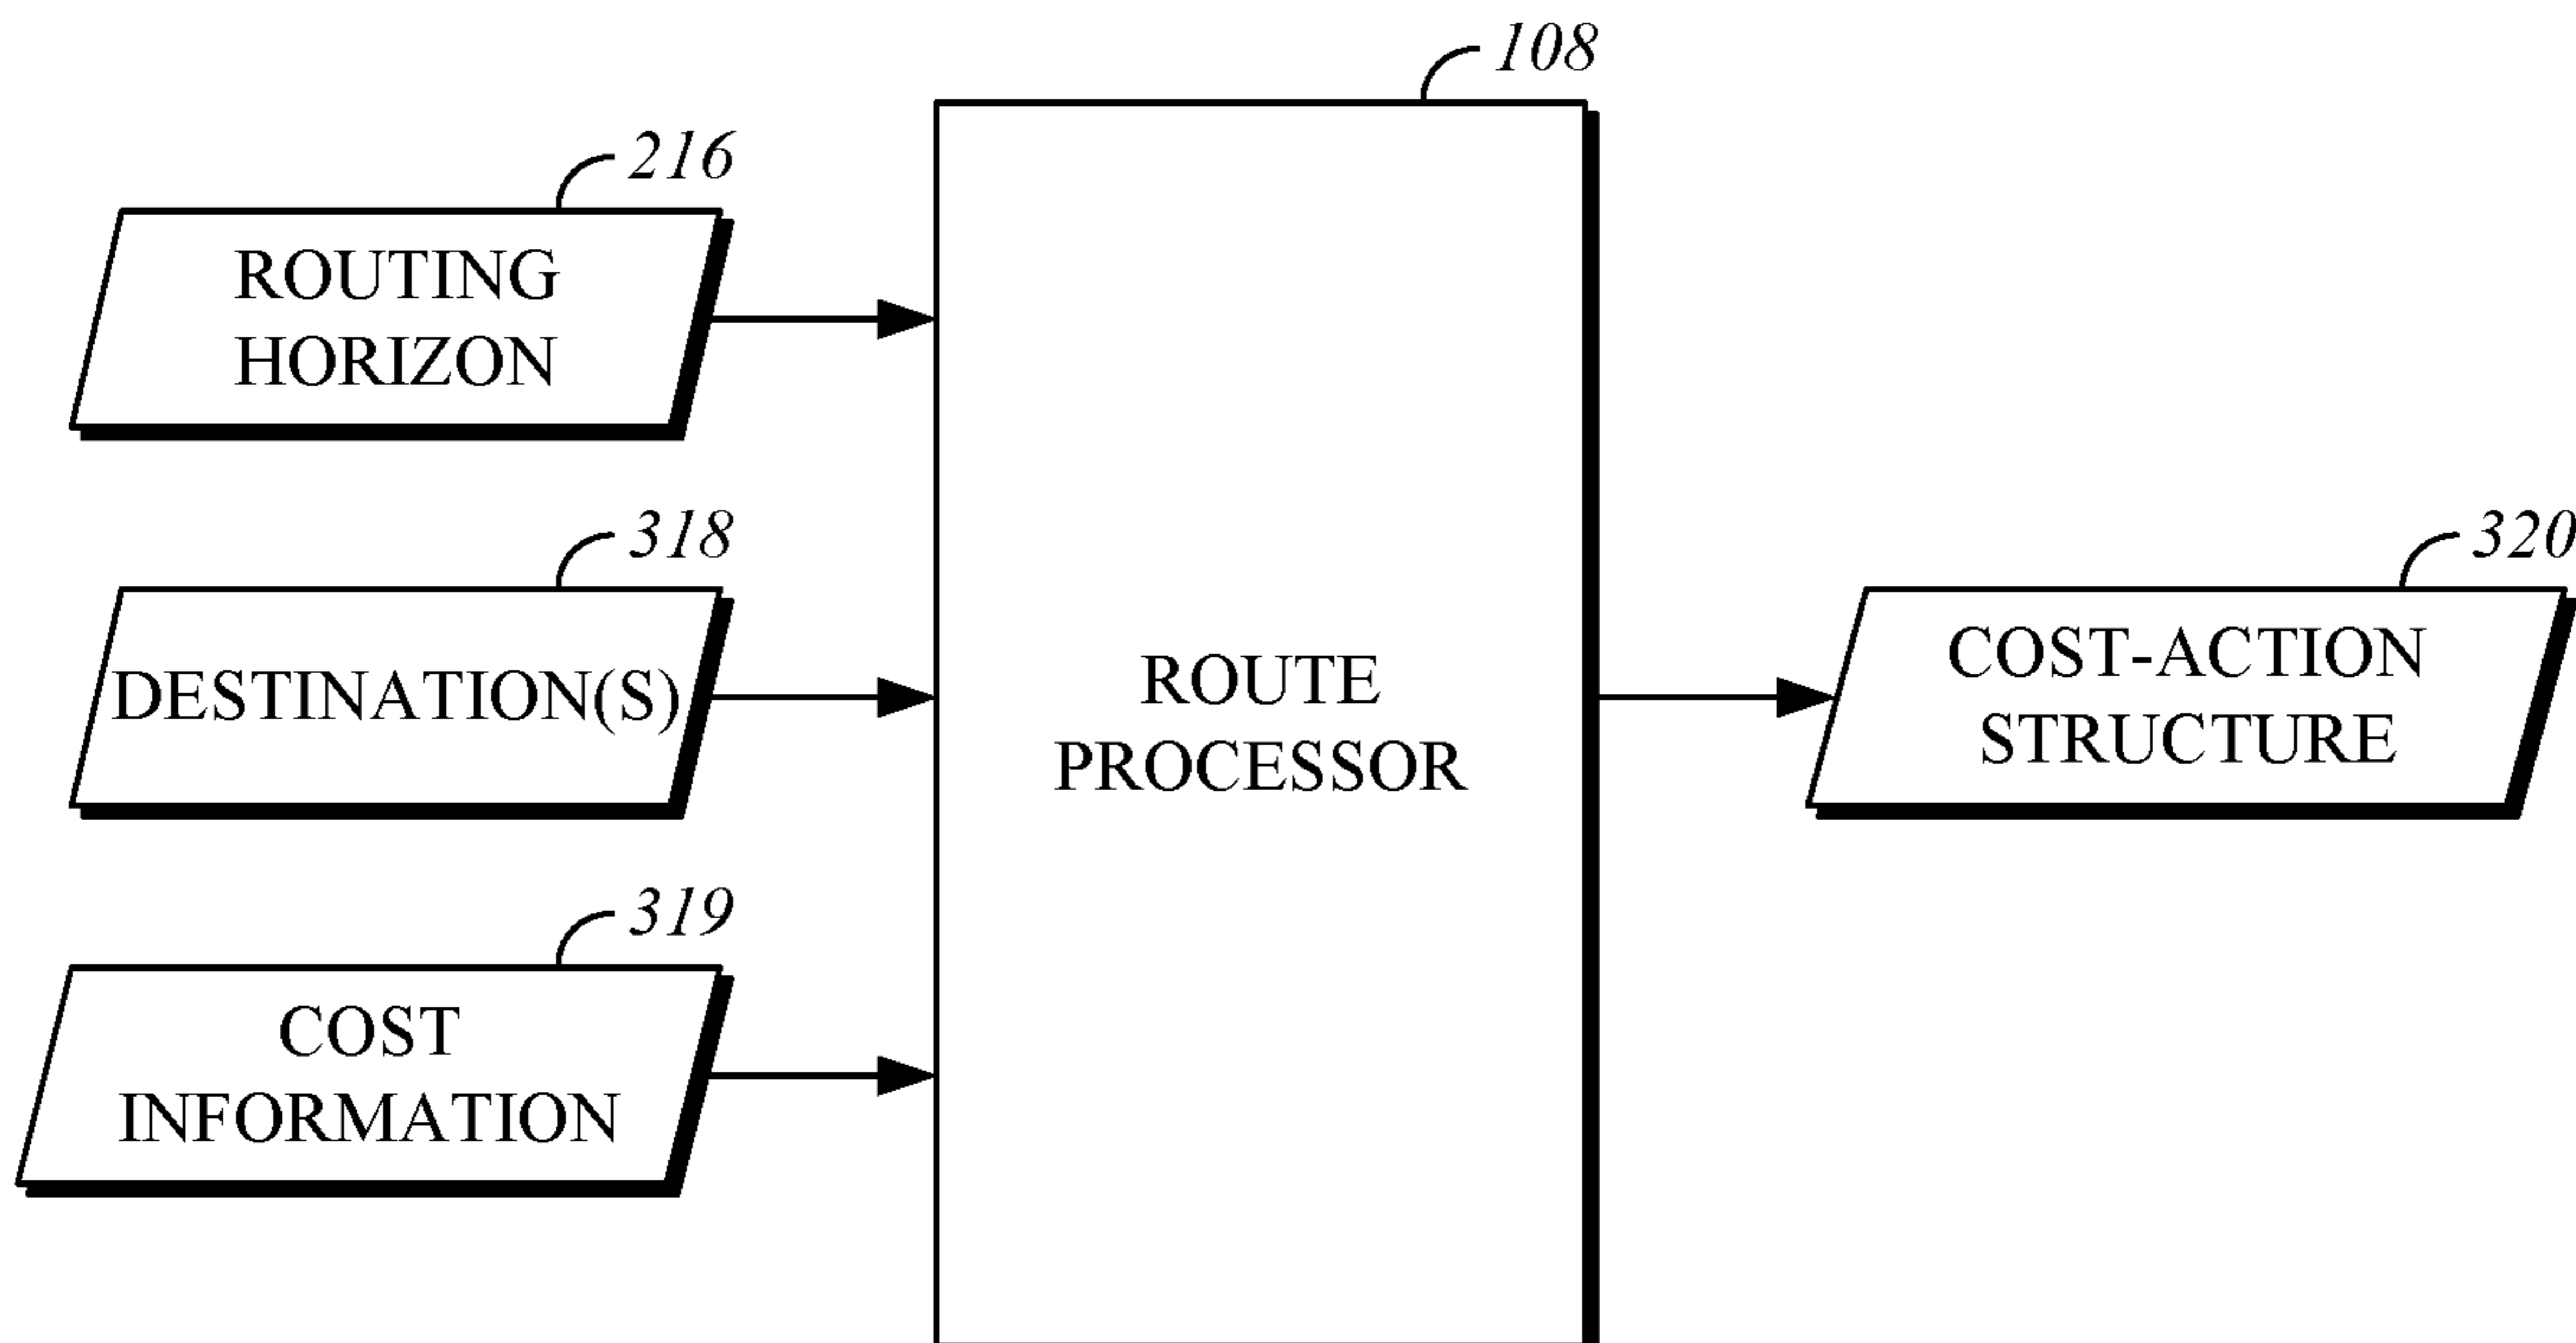 108
216
ROUTING
HORIZON
318
DESTINATION(S)
319
COST
INFORMATION
ROUTE
PROCESSOR
320
COST-ACTION
STRUCTURE